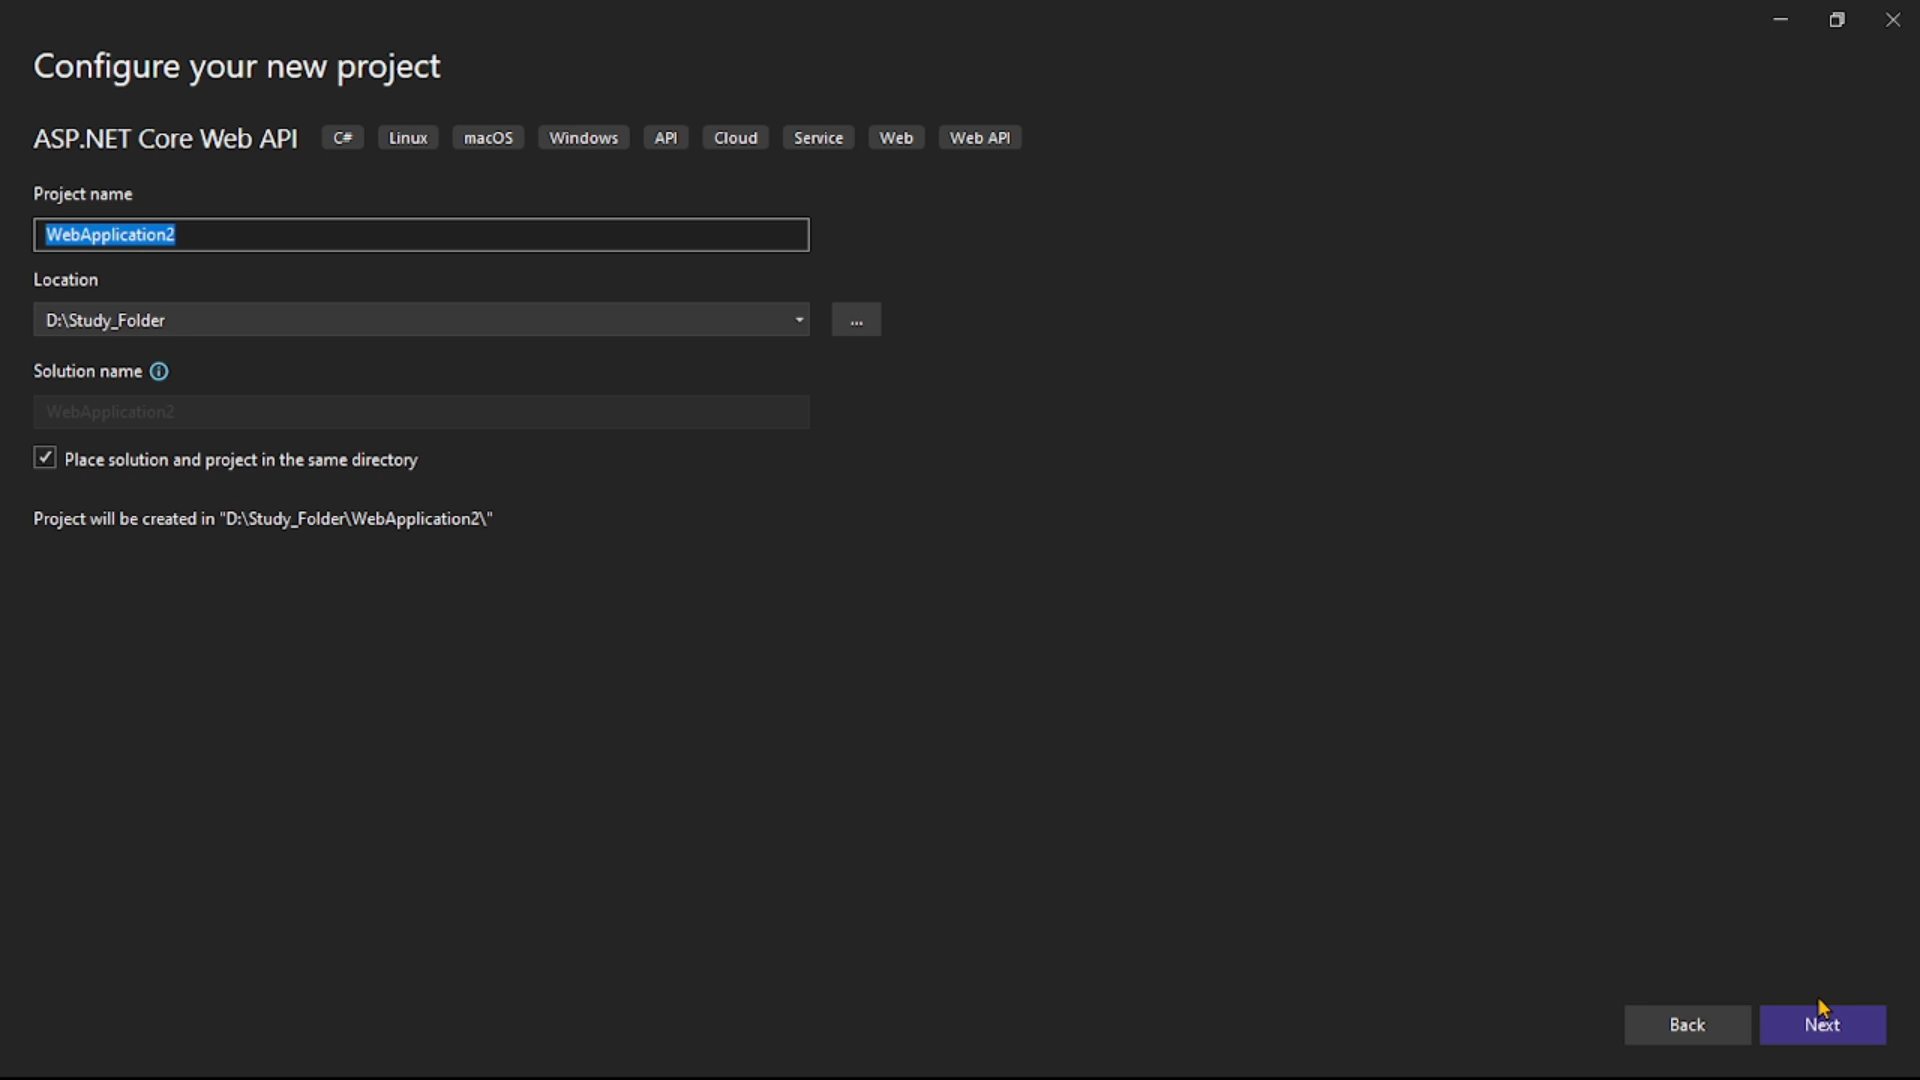 Configure your new project
ASP.NET Core Web API C# Linux macOS Windows API Cloud Service Web Web API
Project name
WebApplication2
Location
D:\Study_Folder
...
Solution name
WebApplication2
Place solution and project in the same directory
Project will be created in "D:\Study_Folder\WebApplication2\"
Back Next